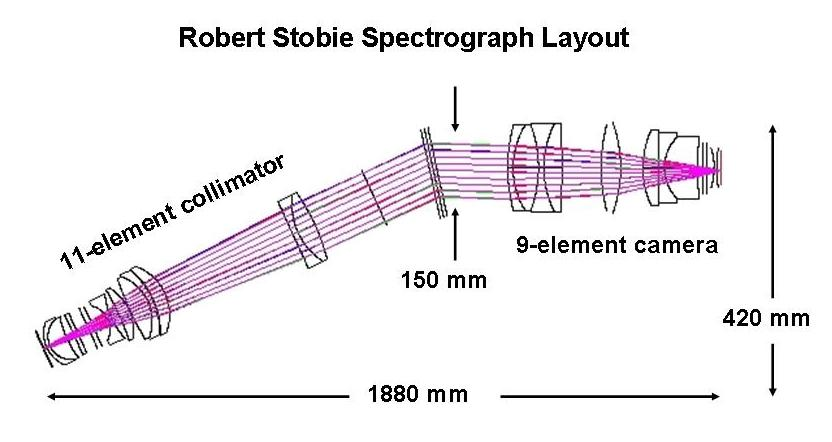 Robert Stobie Spectrograph Layout
11-element collimator
9-element camera
150 mm
420 mm
1880 mm